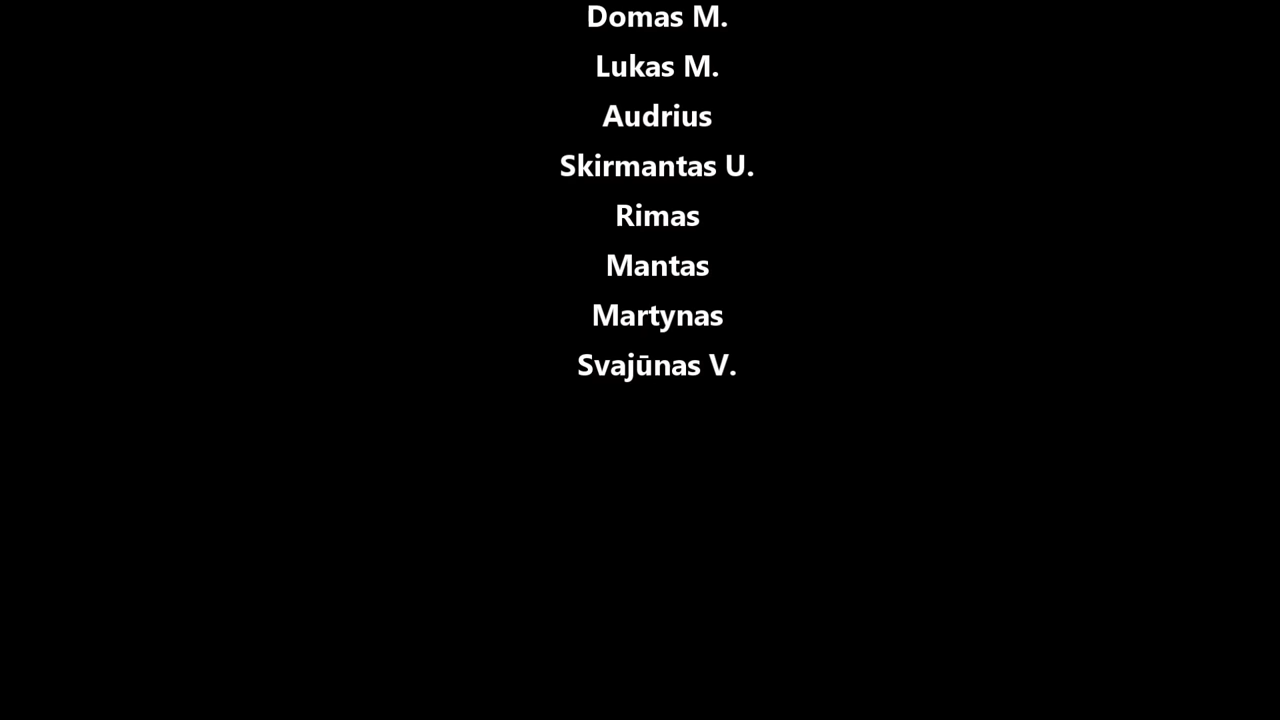 Domas M.
Lukas M.
Audrius
Skirmantas U.
Rimas
Mantas
Martynas
Svajūnas V.